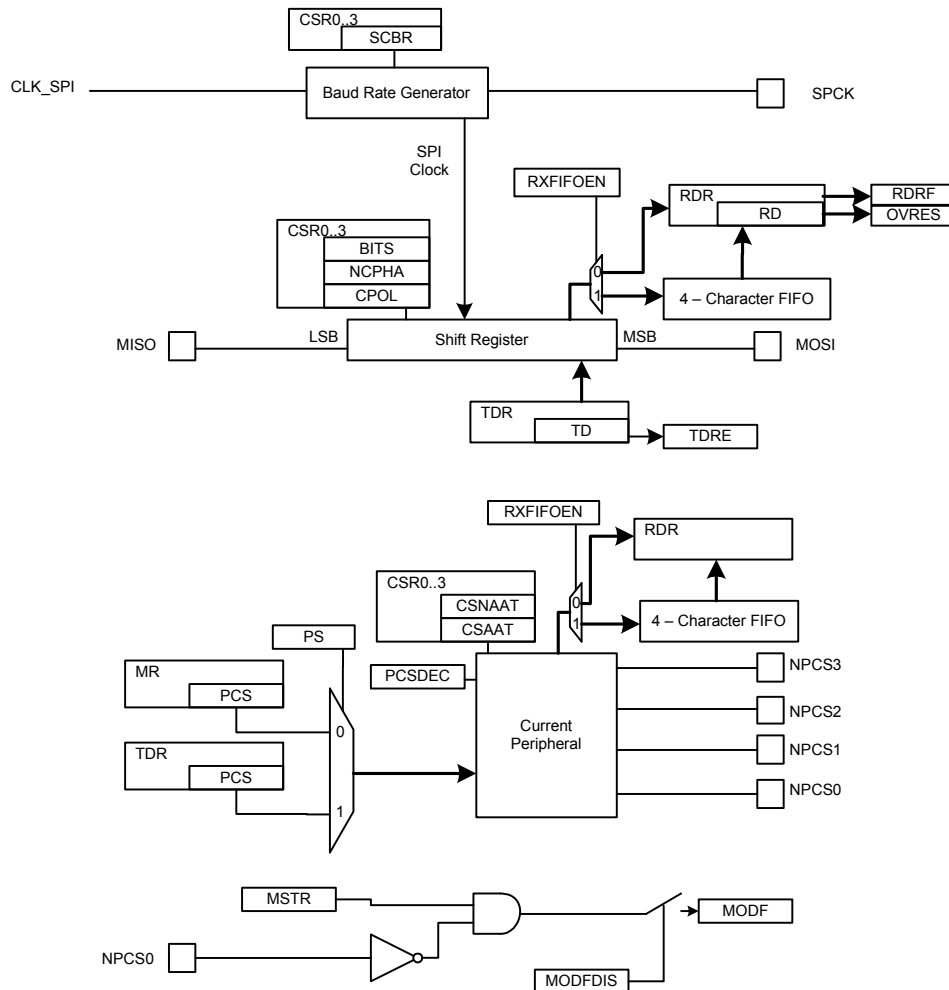 CSR0..3
SCBR
CLK_SPI
Baud Rate Generator
SPCK
SPI
Clock
RXFIFOEN
RDR
RD
RDRF
OVRES
CSR0..3
BITS
NCPHA
CPOL
0
1
4 – Character FIFO
MISO
LSB
Shift Register
MSB
MOSI
TDR
TD
TDRE
RXFIFOEN
RDR
CSR0..3
CSNAAT
CSAAT
0
1
4 – Character FIFO
PS
MR
PCS
PCSDEC
NPCS3
0
Current
Peripheral
NPCS2
TDR
PCS
NPCS1
1
NPCS0
MSTR
MODF
NPCS0
MODFDIS